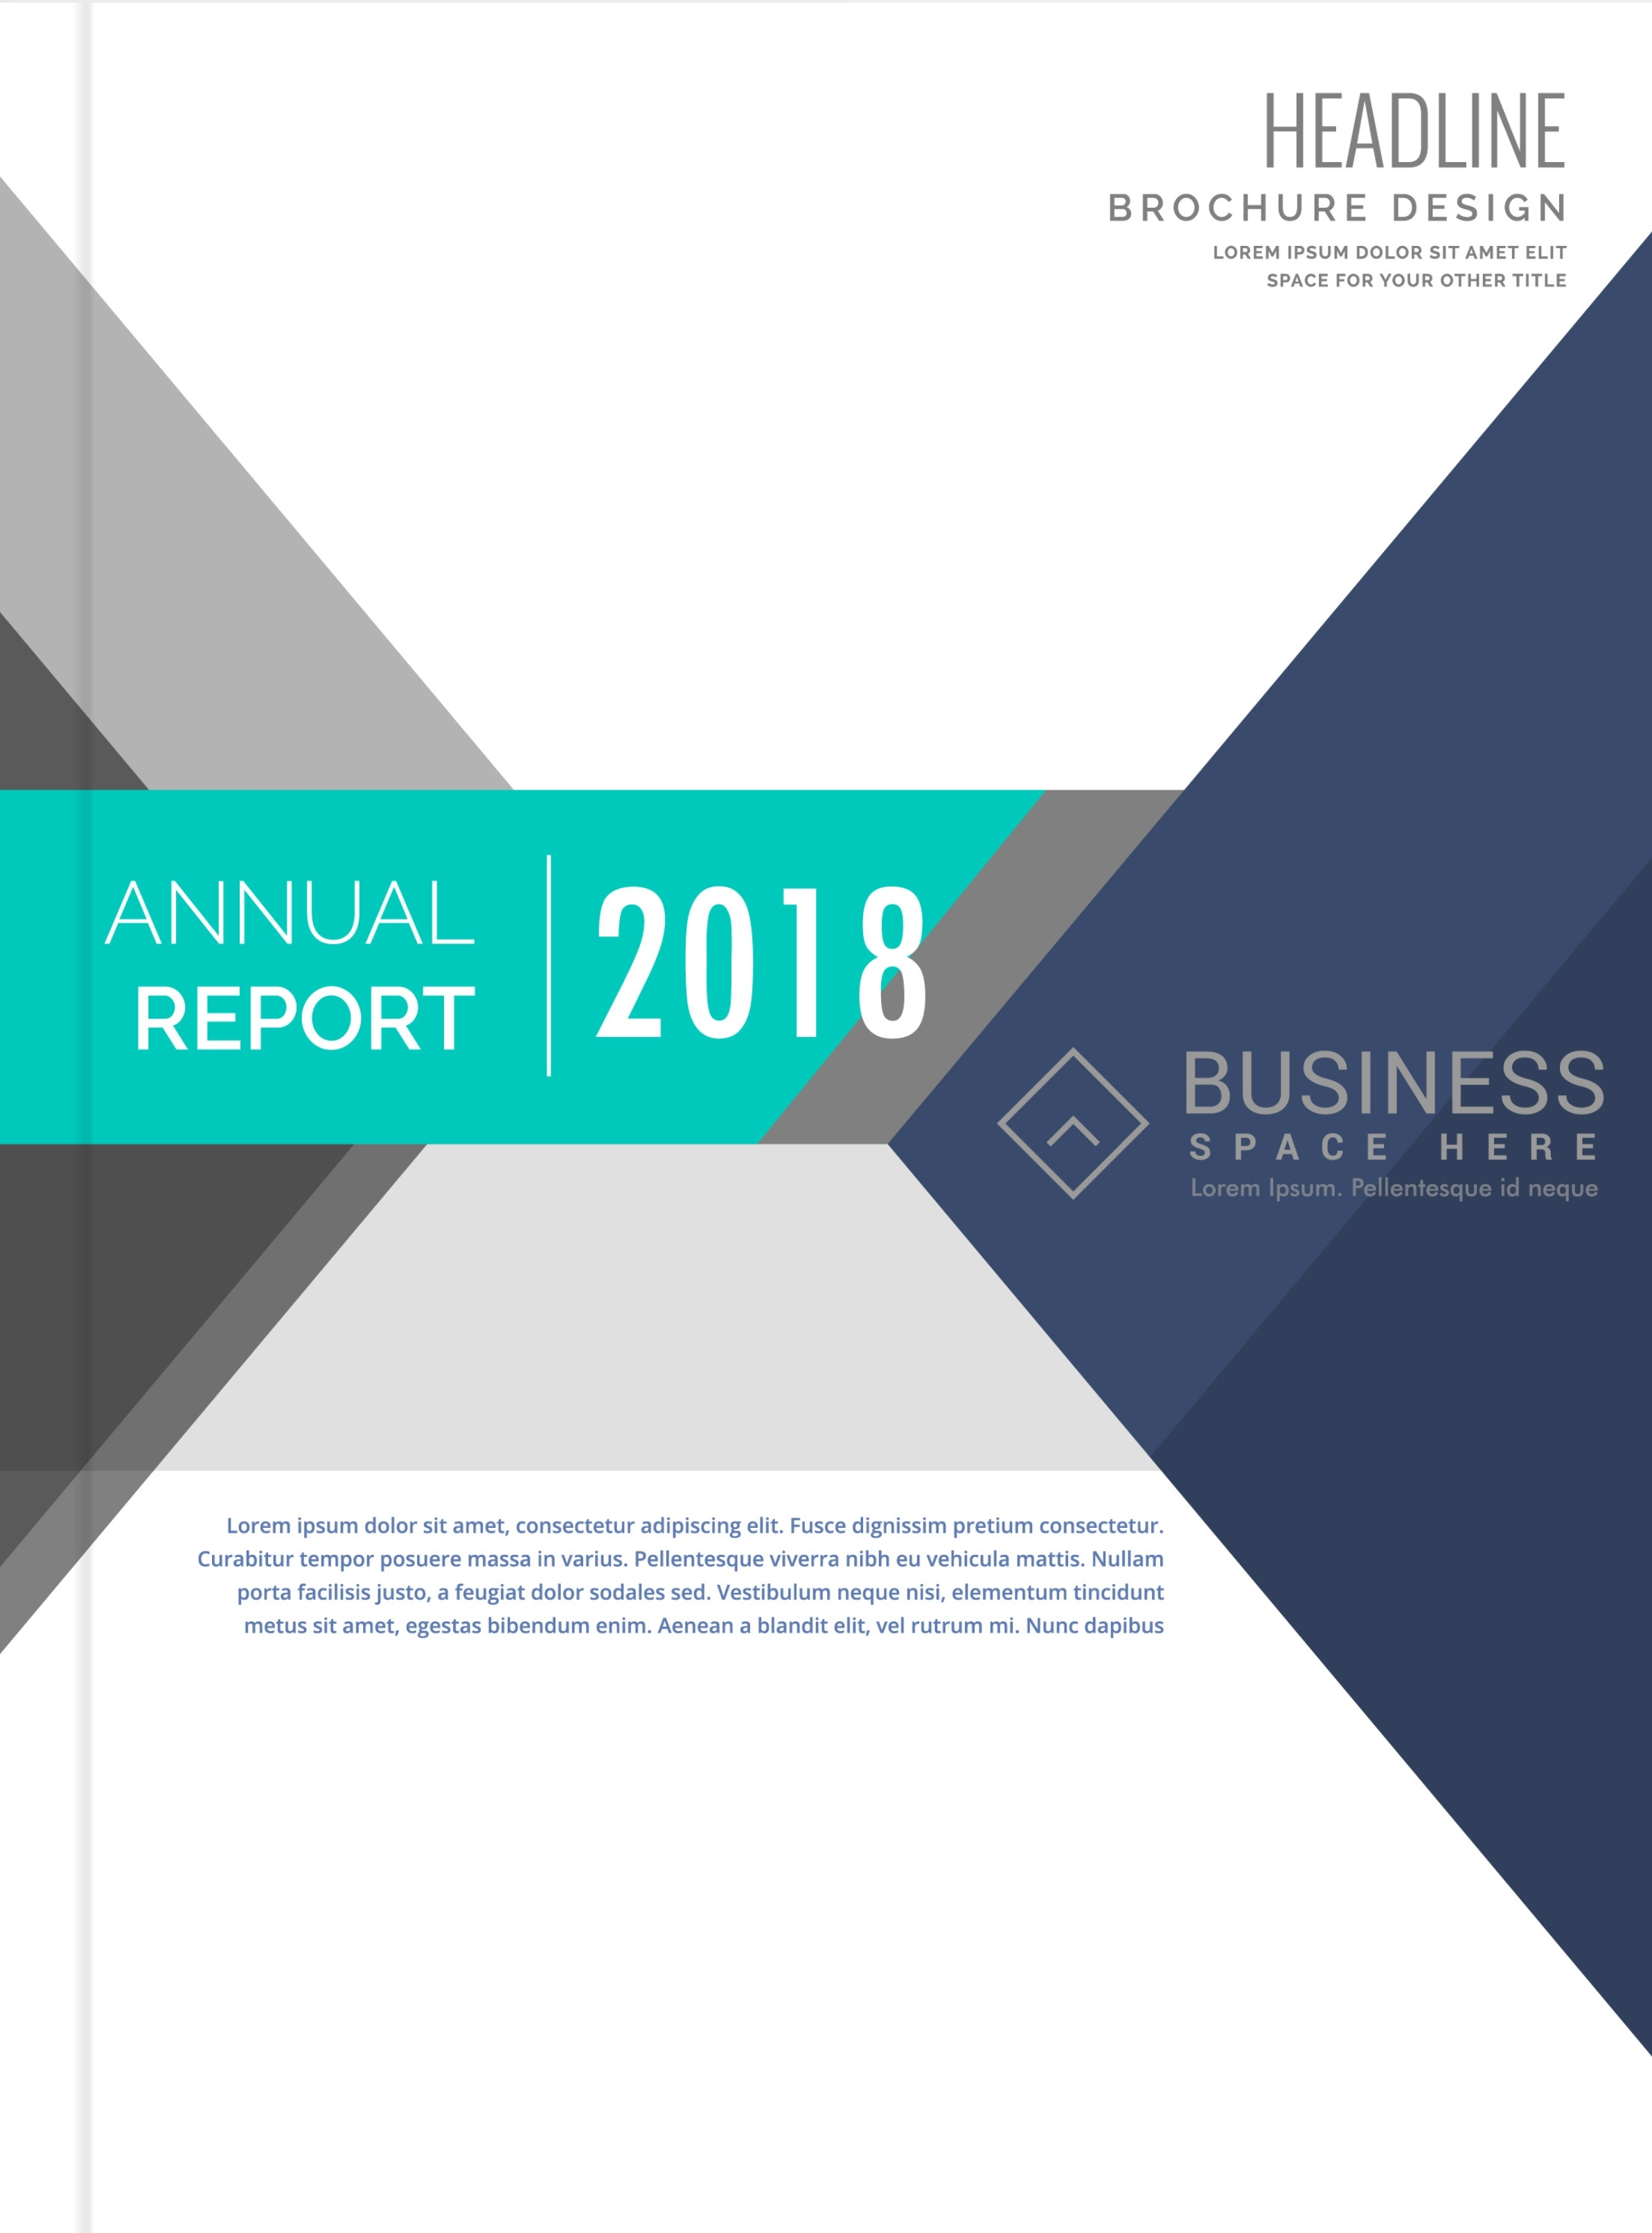 HEADLINE
BROCHURE DESIGN
LOREM IPSUM DOLOR SIT AMET ELIT
SPACE FOR YOUR OTHER TITLE
ANNUAL
REPORT
2018
BUSINESS
SPACE HERE
Lorem Ipsum. Pellentesque id neque
Lorem ipsum dolor sit amet, consectetur adipiscing elit. Fusce dignissim pretium consectetur.
Curabitur tempor posuere massa in varius. Pellentesque viverra nibh eu vehicula mattis. Nullam
porta facilisis justo, a feugiat dolor sodales sed. Vestibulum neque nisi, elementum tincidunt
metus sit amet, egestas bibendum enim. Aenean a blandit elit, vel rutrum mi. Nunc dapibus